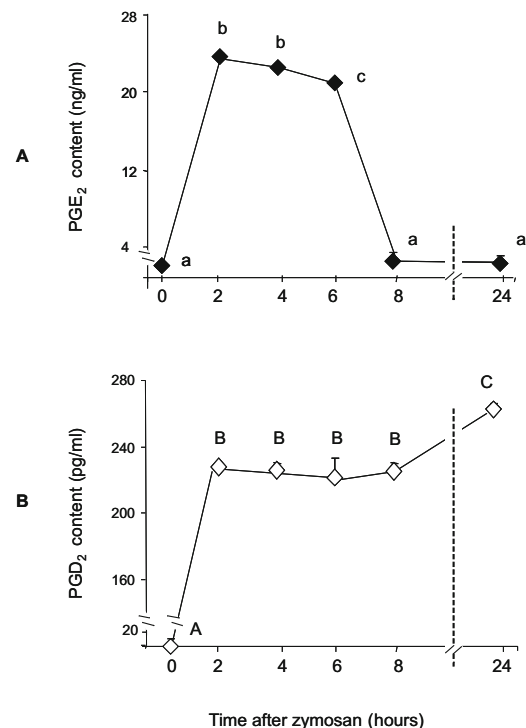 A
PGE2 content (ng/ml)
28
20
12
4
a
b
b
c
a
a
0 2 4 6 8 24
B
PGD2 content (pg/ml)
280
240
200
160
20
A
B
B
B
B
C
0 2 4 6 8 24
Time after zymosan (hours)